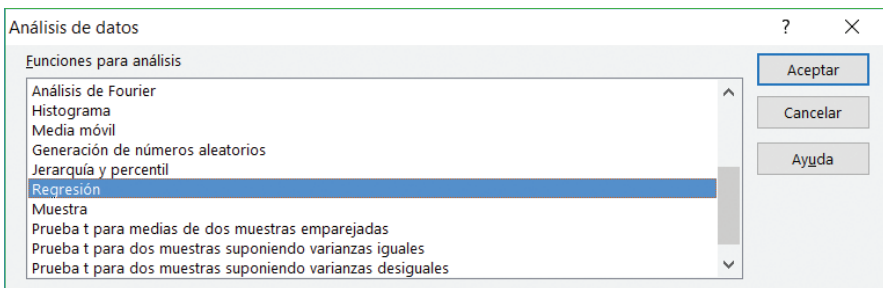 Análisis de datos ?
Funciones para análisis
Análisis de Fourier
Histograma
Media móvil
Generación de números aleatorios
Jerarquía y percentil
Regresión
Muestra
Prueba t para medias de dos muestras emparejadas
Prueba t para dos muestras suponiendo varianzas iguales
Prueba t para dos muestras suponiendo varianzas desiguales
Aceptar
Cancelar
Ayuda